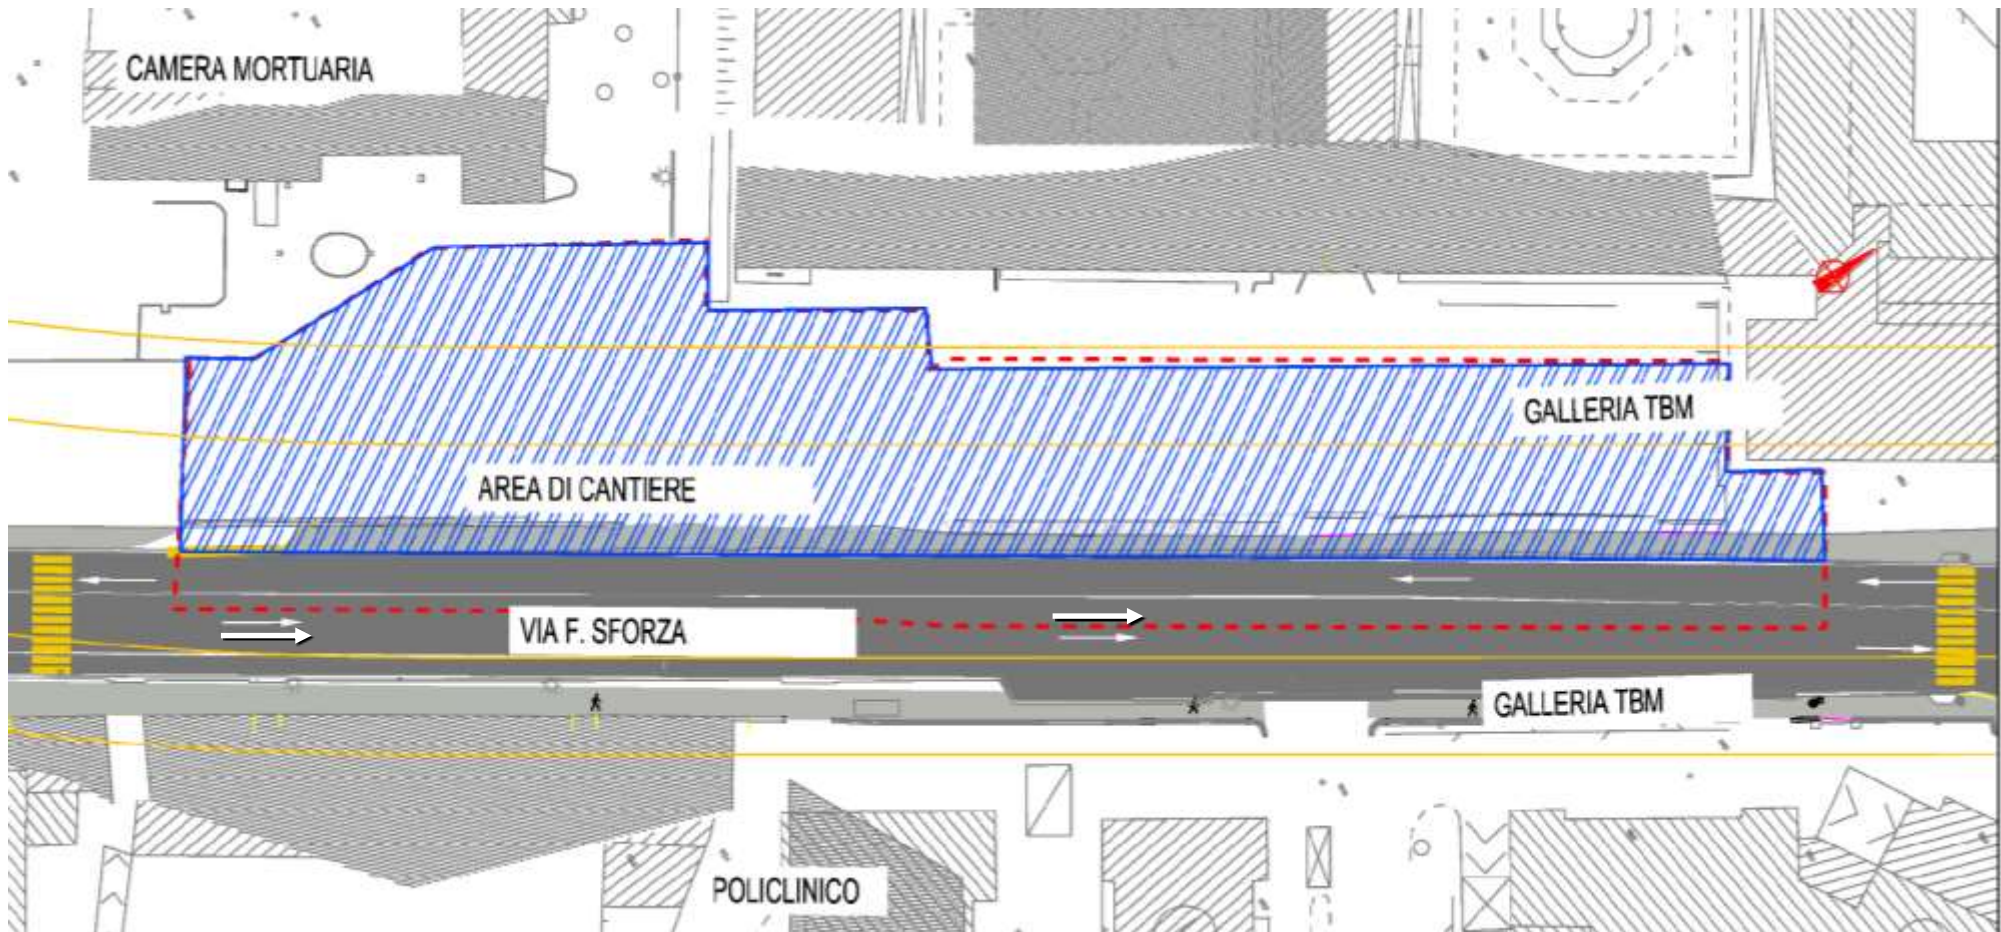 CAMERA MORTUARIA
GALLERIA TBM
AREA DI CANTIERE
VIA F. SFORZA
GALLERIA TBM
POLICLINICO